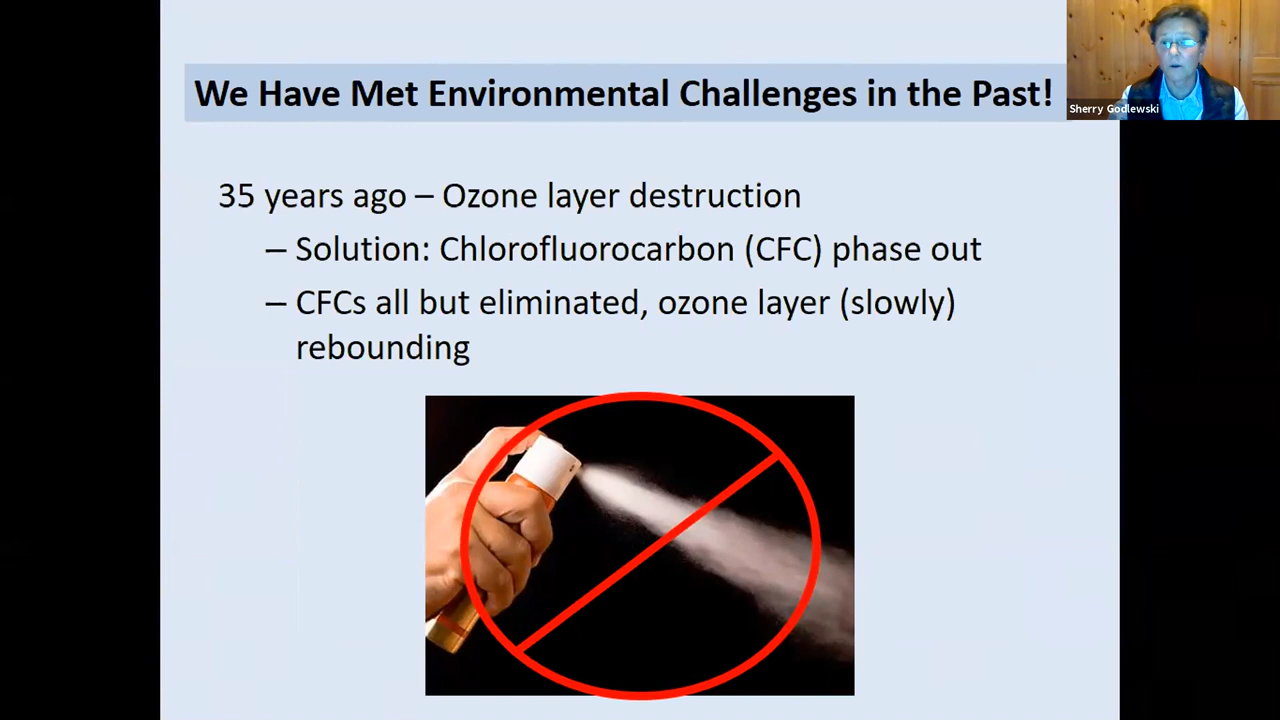 We Have Met Environmental Challenges in the Past!
Sherry Godlewski
35 years ago – Ozone layer destruction
– Solution: Chlorofluorocarbon (CFC) phase out
– CFCs all but eliminated, ozone layer (slowly)
rebounding